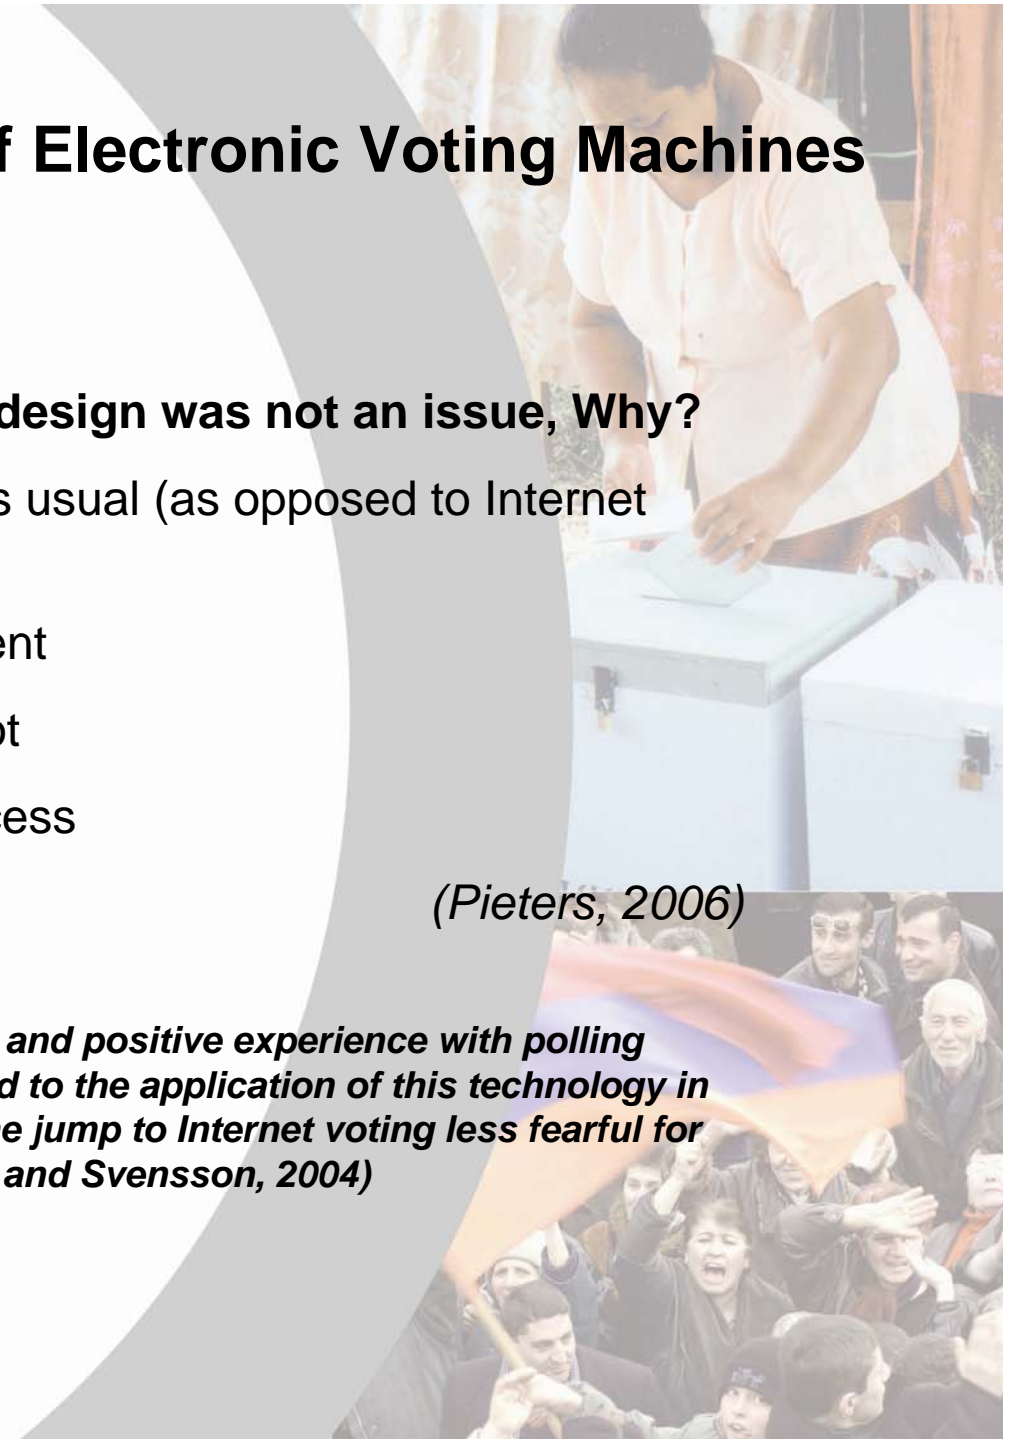 f Electronic Voting Machines
design was not an issue, Why?
s usual (as opposed to Internet
ent
ot
cess
(Pieters, 2006)
and positive experience with polling
d to the application of this technology in
he jump to Internet voting less fearful for
and Svensson, 2004)